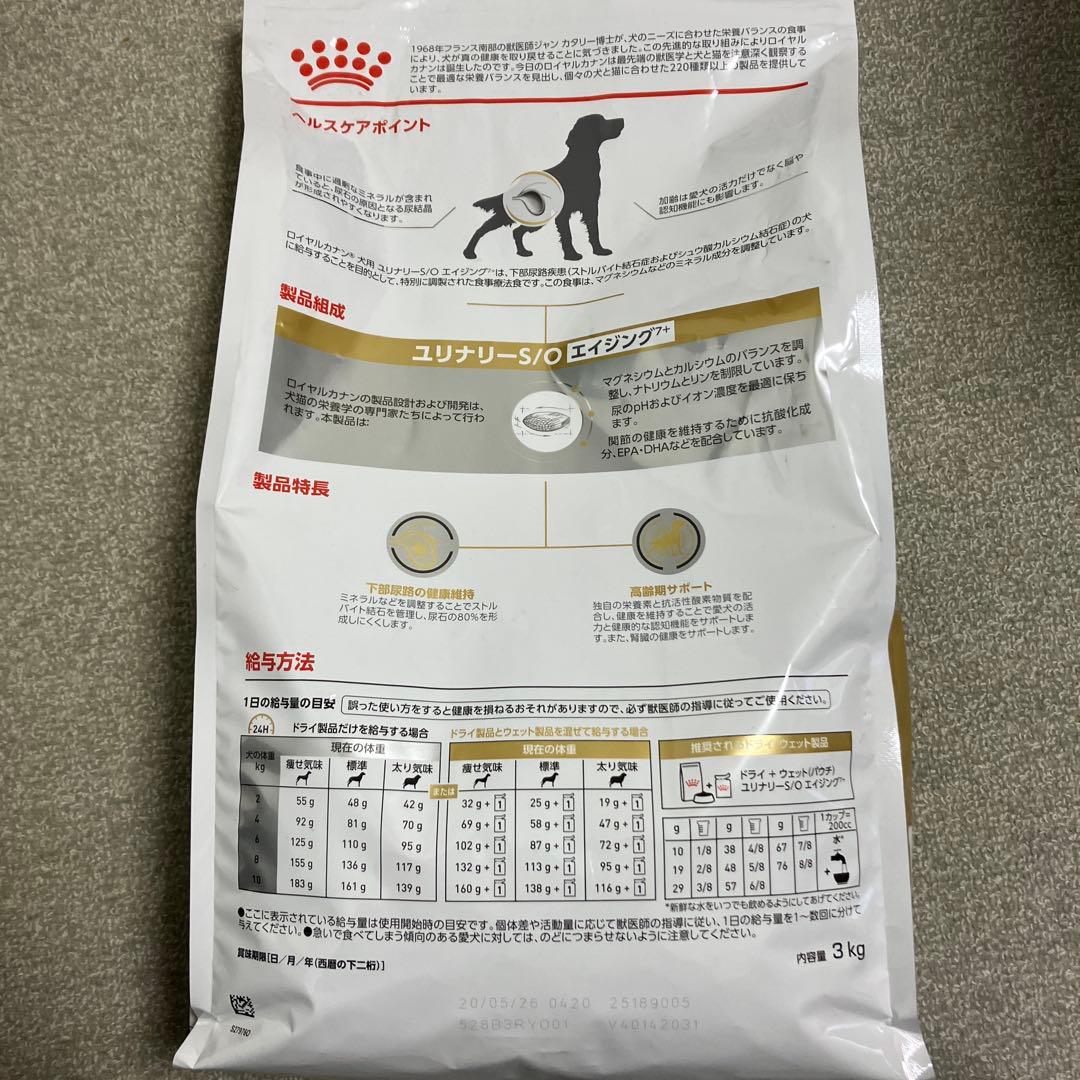 1968年フランス南部の獣医師ジャン カタリー博士が、犬のニーズに合わせた栄養バランスの食事
により、犬が真の健康を取り戻せることに気づきました。この先進的な取り組みによりロイヤル
カナンは誕生したのです。今日のロイヤルカナンは最先端の獣医学と犬と猫を注意深く観察する
ことで最適な栄養バランスを見出し、個々の犬と猫に合わせた220種類以上の製品を提供して
います。
ヘルスケアポイント
食事中に過剰なミネラルが含まれ
ていると、尿石の原因となる尿結晶
が形成されやすくなります。
加齢は愛犬の活力だけでなく脳や
認知機能にも影響します。
ロイヤルカナン® 犬用 ユリナリーS/O エイジング7+は、下部尿路疾患(ストルバイト結石症およびシュウ酸カルシウム結石症)の犬
に給与することを目的として、特別に調製された食事療法食です。この食事は、マグネシウムなどのミネラル成分を調整しています。
製品組成
ユリナリーS/O エイジング7+
ロイヤルカナンの製品設計および開発は、
犬猫の栄養学の専門家たちによって行わ
れます。本製品は:
マグネシウムとカルシウムのバランスを調
整し、ナトリウムとリンを制限しています。
尿のpHおよびイオン濃度を最適に保ち
ます。
関節の健康を維持するために抗酸化成
分、EPA・DHAなどを配合しています。
製品特長
下部尿路の健康維持
ミネラルなどを調整することでストル
バイト結石を管理し、尿石の80%を形
成しにくくします。
高齢期サポート
独自の栄養素と抗活性酸素物質を配
合し、健康を維持することで愛犬の活
力と健康的な認知機能をサポートしま
す。また、腎臓の健康をサポートします。
給与方法
1日の給与量の目安 誤った使い方をすると健康を損ねるおそれがありますので、必ず獣医師の指導に従ってご使用ください。
24H ドライ製品だけを給与する場合 ドライ製品とウェット製品を混ぜて給与する場合
犬の体重 kg 現在の体重 または 現在の体重
痩せ気味 標準 太り気味 痩せ気味 標準 太り気味
2 55 g 48 g 42 g 32 g + 1 25 g + 1 19 g + 1
4 92 g 81 g 70 g 69 g + 1 58 g + 1 47 g + 1
6 125 g 110 g 95 g 102 g + 1 87 g + 1 72 g + 1
8 155 g 136 g 117 g 132 g + 1 113 g + 1 95 g + 1
10 183 g 161 g 139 g 160 g + 1 138 g + 1 116 g + 1
推奨されるドライ ウェット製品
ドライ + ウェット(パウチ)
ユリナリーS/O エイジング7+
g g g 1カップ=200cc
10 1/8 38 4/8 67 7/8 水*
19 2/8 48 5/8 76 8/8 +
29 3/8 57 6/8
*新鮮な水をいつでも飲めるようにしてあげてください。
●ここに表示されている給与量は使用開始時の目安です。個体差や活動量に応じて獣医師の指導に従い、1日の給与量を1〜数回に分けて
与えてください。●急いで食べてしまう傾向のある愛犬に対しては、のどにつまらせないように注意してください。
賞味期限[日/月/年(西暦の下二桁)]
内容量 3 kg
20/05/26 0420 25189005
528B3RYO01 V40142031
S279760